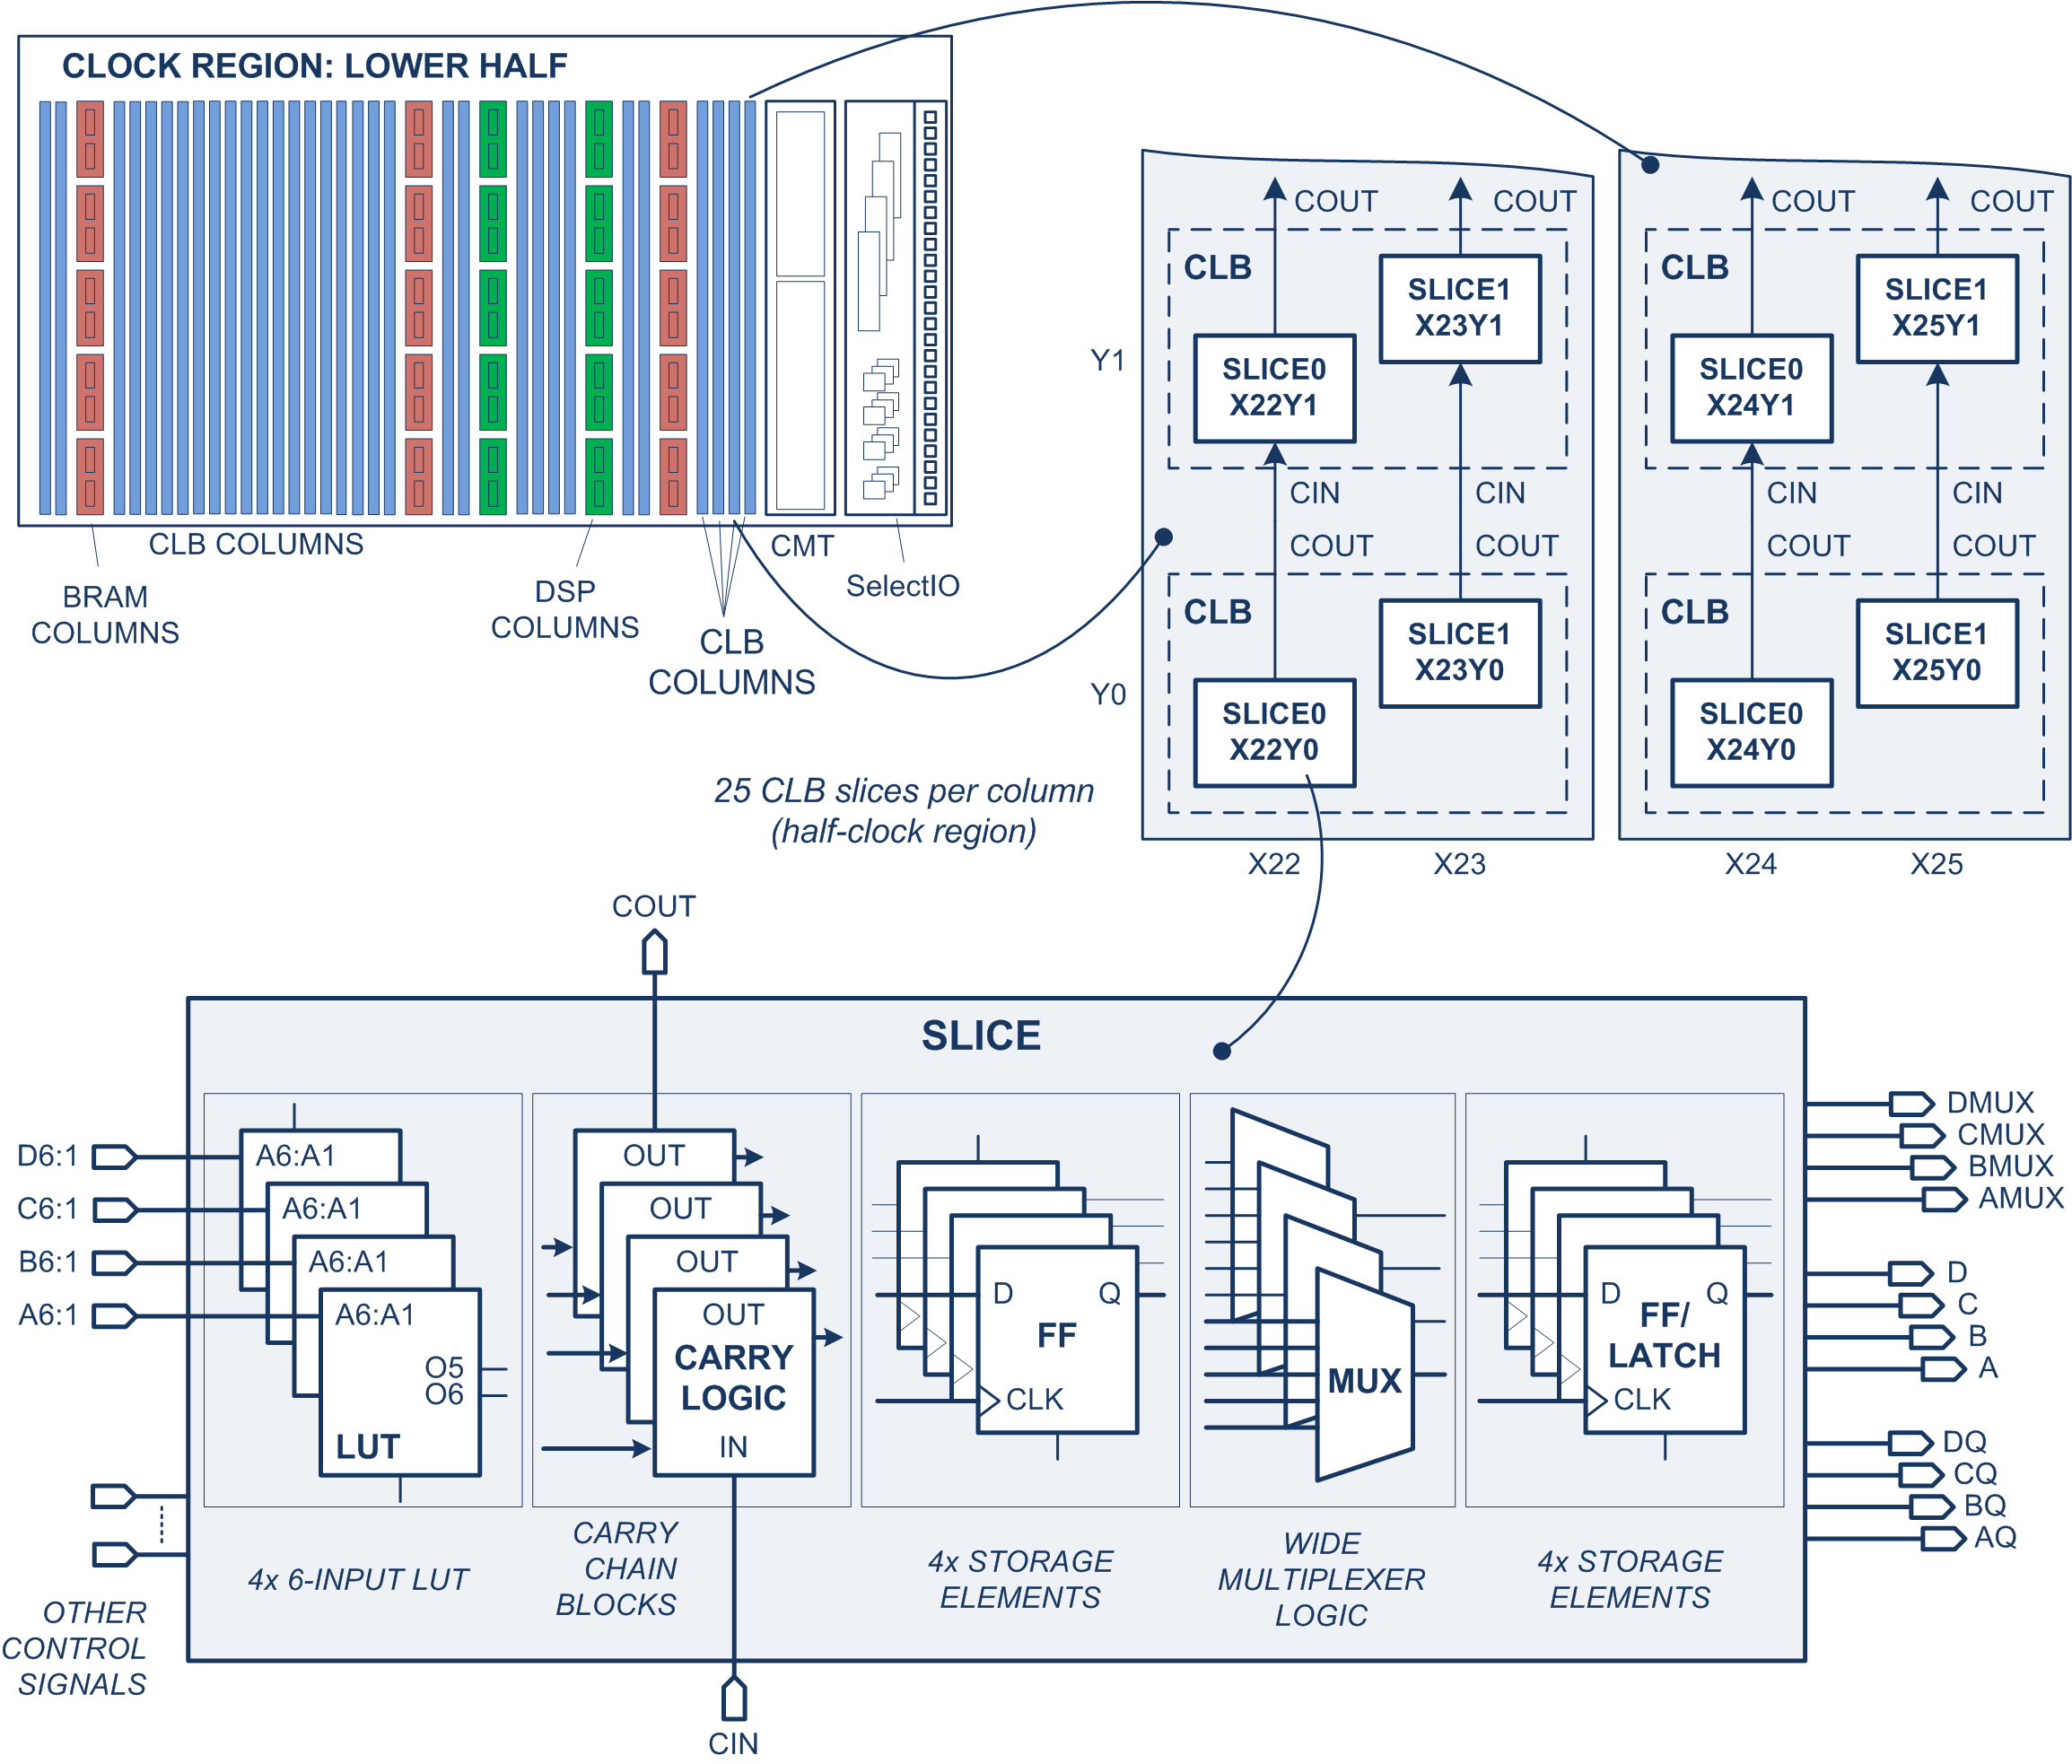 CLOCK REGION: LOWER HALF
BRAM
COLUMNS
CLB COLUMNS
DSP
COLUMNS
CLB
COLUMNS
CMT
SelectIO
COUT
COUT
COUT
COUT
CLB
SLICE1
X23Y1
CLB
SLICE1
X25Y1
Y1
SLICE0
X22Y1
SLICE0
X24Y1
CIN
CIN
CIN
CIN
COUT
COUT
COUT
COUT
CLB
SLICE1
X23Y0
CLB
SLICE1
X25Y0
Y0
SLICE0
X22Y0
SLICE0
X24Y0
X22
X23
X24
X25
25 CLB slices per column
(half-clock region)
COUT
SLICE
D6:1
C6:1
B6:1
A6:1
A6:A1
A6:A1
A6:A1
A6:A1
O5
O6
LUT
4x 6-INPUT LUT
OUT
OUT
OUT
OUT
CARRY
LOGIC
IN
CARRY
CHAIN
BLOCKS
D
Q
FF
CLK
4x STORAGE
ELEMENTS
MUX
WIDE
MULTIPLEXER
LOGIC
D
Q
FF/
LATCH
CLK
4x STORAGE
ELEMENTS
DMUX
CMUX
BMUX
AMUX
D
C
B
A
DQ
CQ
BQ
AQ
OTHER
CONTROL
SIGNALS
CIN